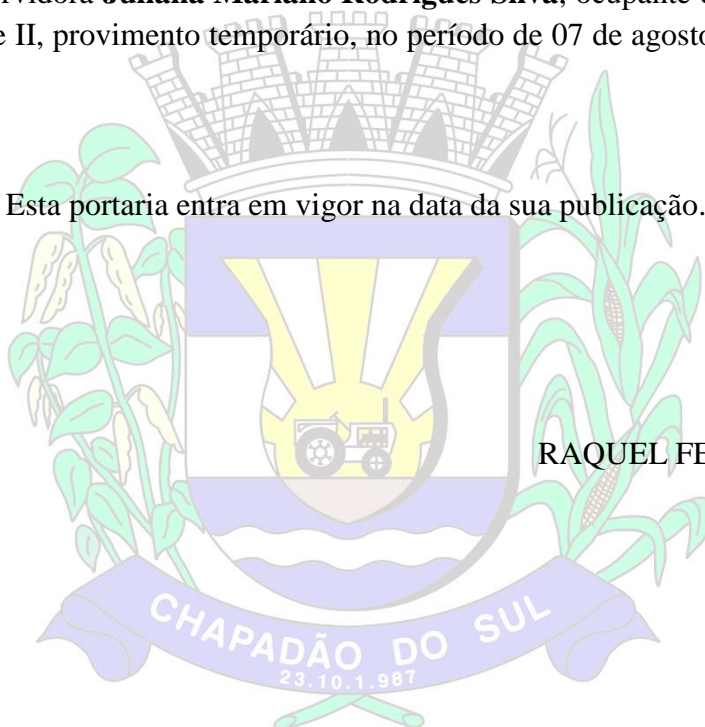 Juliana Mariano Rodrigues Silva, ocupante
e II, provimento temporário, no período de 07 de agosto
Esta portaria entra em vigor na data da sua publicação.
RAQUEL FE
CHAPADÃO DO SUL
23.10.1.987